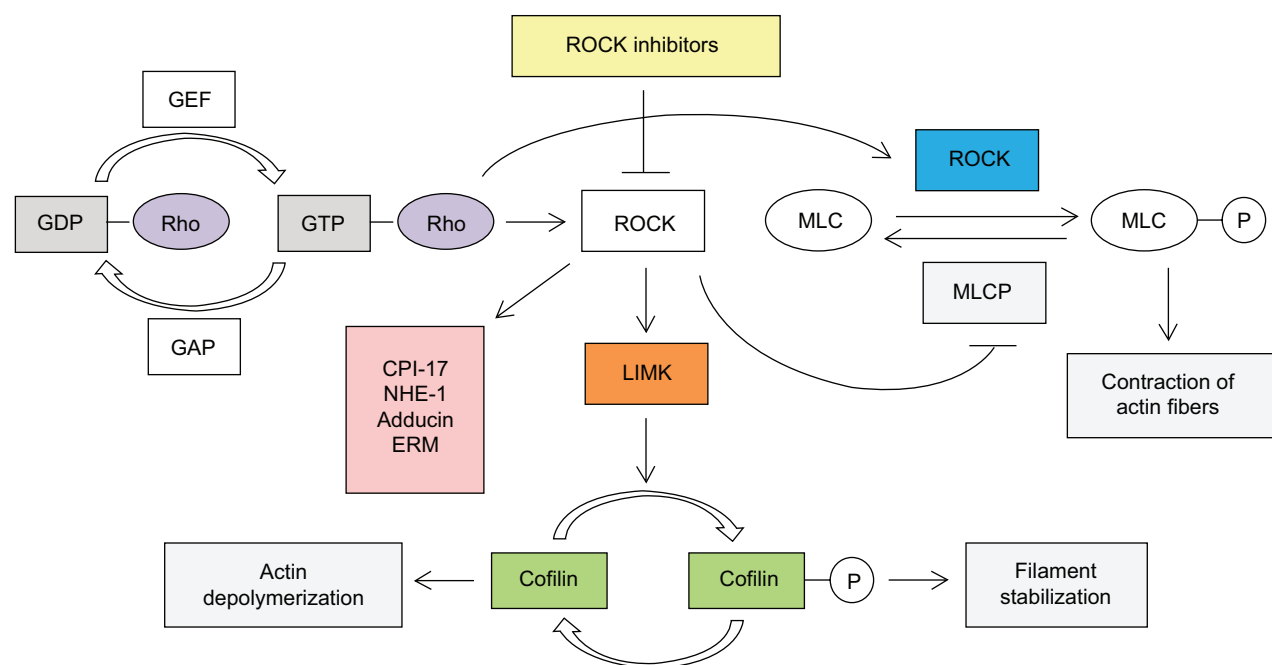 ROCK inhibitors
GEF
ROCK
GDP
Rho
GTP
Rho
ROCK
MLC
MLC
P
MLCP
GAP
CPI-17
NHE-1
Adducin
ERM
LIMK
Contraction of
actin fibers
Actin
depolymerization
Cofilin
Cofilin
P
Filament
stabilization